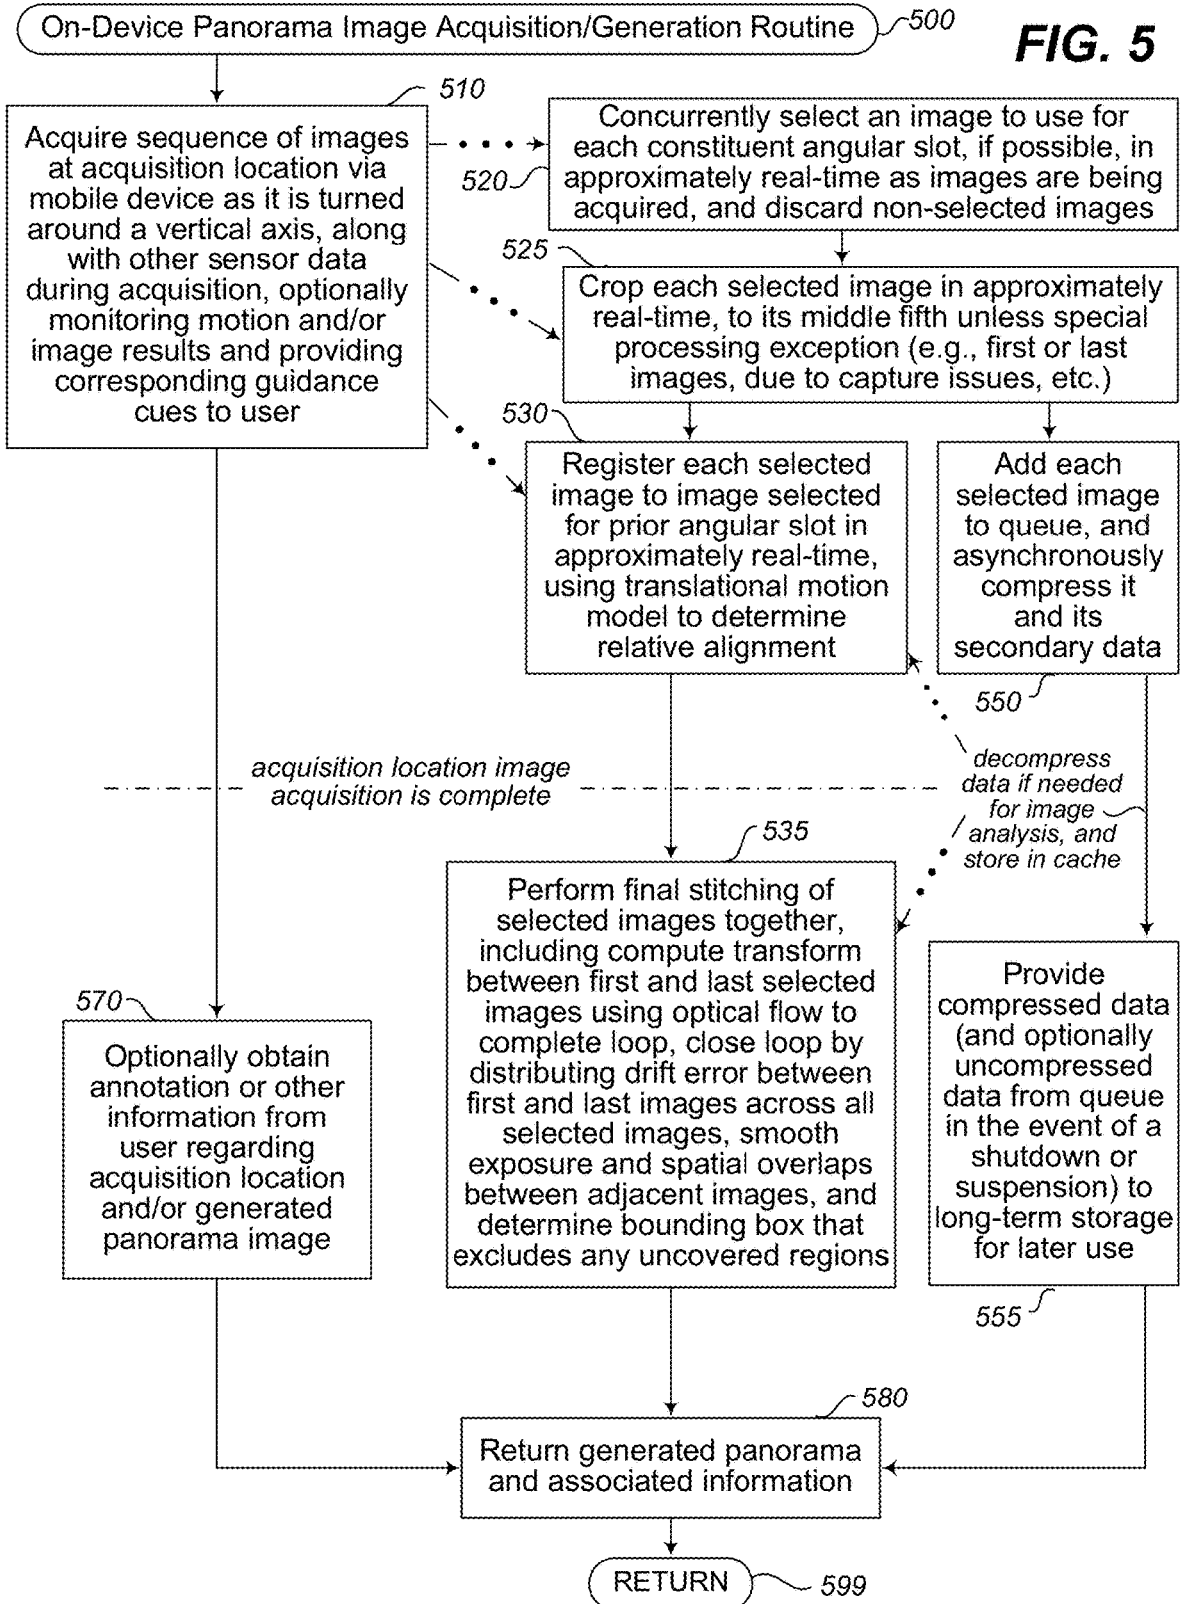 On-Device Panorama Image Acquisition/Generation Routine
500
FIG. 5
510
Acquire sequence of images
at acquisition location via
mobile device as it is turned
around a vertical axis, along
with other sensor data
during acquisition, optionally
monitoring motion and/or
image results and providing
corresponding guidance
cues to user
520
Concurrently select an image to use for
each constituent angular slot, if possible, in
approximately real-time as images are being
acquired, and discard non-selected images
525
Crop each selected image in approximately
real-time, to its middle fifth unless special
processing exception (e.g., first or last
images, due to capture issues, etc.)
530
Register each selected
image to image selected
for prior angular slot in
approximately real-time,
using translational motion
model to determine
relative alignment
Add each
selected image
to queue, and
asynchronously
compress it
and its
secondary data
550
acquisition location image
acquisition is complete
decompress
data if needed
for image
analysis, and
store in cache
535
Perform final stitching of
selected images together,
including compute transform
between first and last selected
images using optical flow to
complete loop, close loop by
distributing drift error between
first and last images across all
selected images, smooth
exposure and spatial overlaps
between adjacent images, and
determine bounding box that
excludes any uncovered regions
Provide
compressed data
(and optionally
uncompressed
data from queue
in the event of a
shutdown or
suspension) to
long-term storage
for later use
555
570
Optionally obtain
annotation or other
information from
user regarding
acquisition location
and/or generated
panorama image
580
Return generated panorama
and associated information
RETURN
599